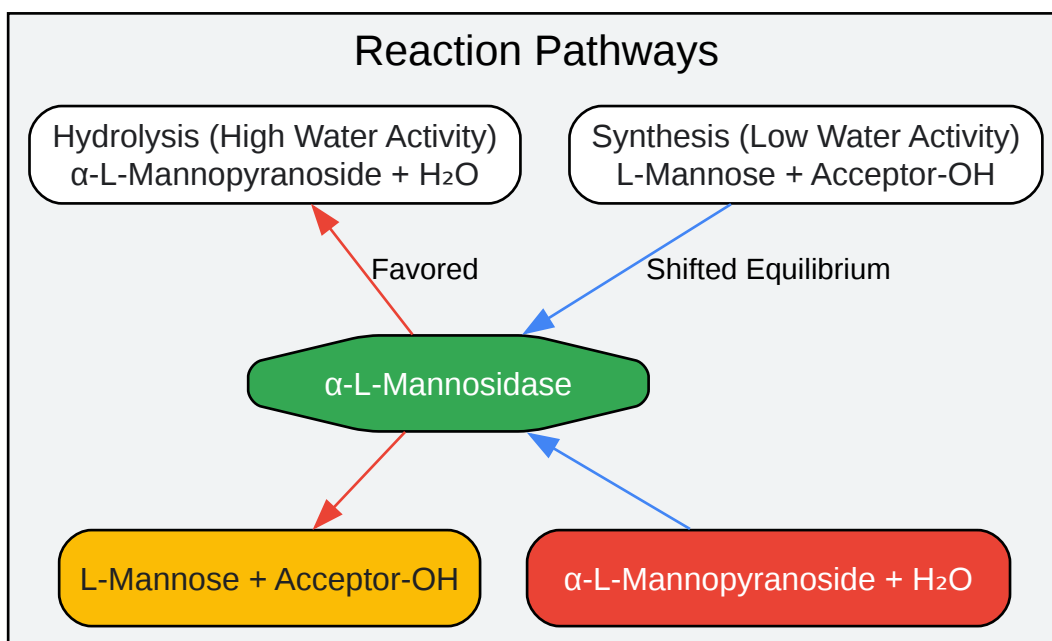 Reaction Pathways
Hydrolysis (High Water Activity)
α-L-Mannopyranoside + H₂O
Synthesis (Low Water Activity)
L-Mannose + Acceptor-OH
Favored
Shifted Equilibrium
α-L-Mannosidase
L-Mannose + Acceptor-OH
α-L-Mannopyranoside + H₂O